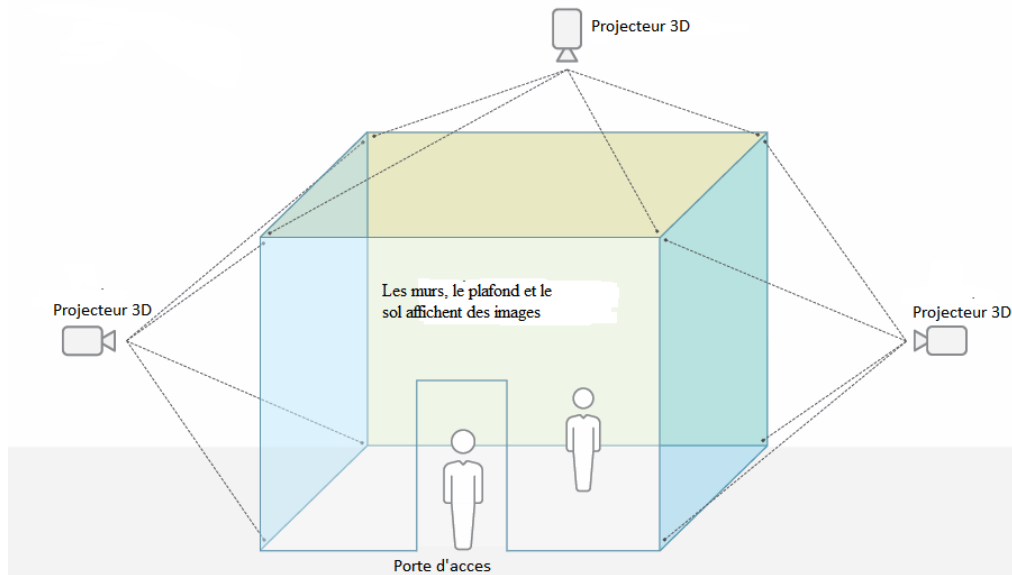 Projecteur 3D
Les murs, le plafond et le
sol affichent des images
Projecteur 3D
Projecteur 3D
Porte d'acces